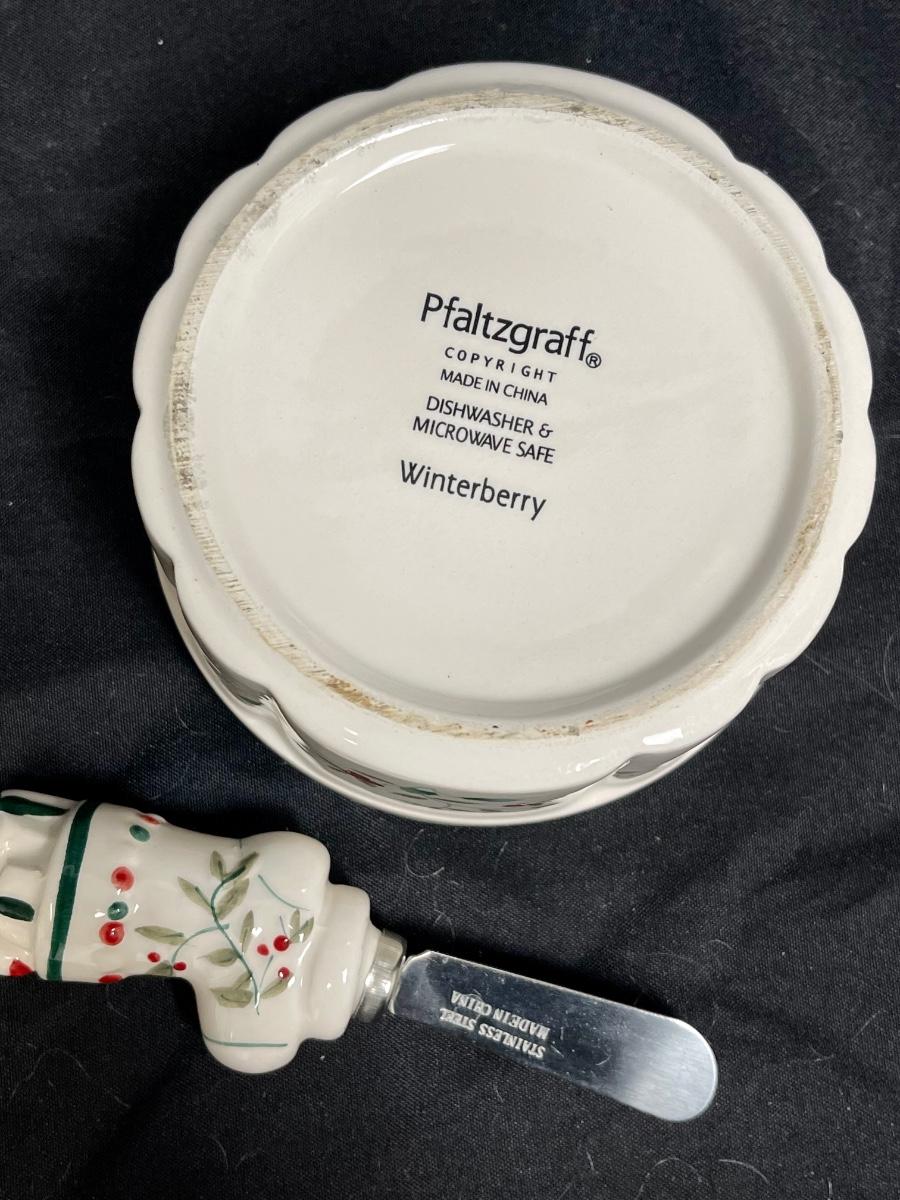 Pfaltzgraff®
COPYRIGHT
MADE IN CHINA
DISHWASHER &
MICROWAVE SAFE
Winterberry
STAINLESS STEEL
MADE IN CHINA